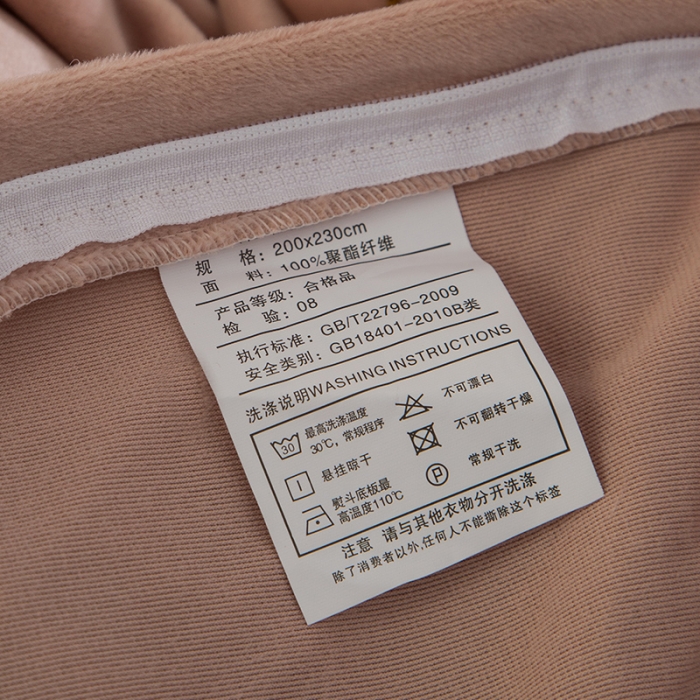 规 格：200x230cm
面 料：100%聚酯纤维
产品等级：合格品
检 验：08
执行标准：GB/T22796-2009
安全类别：GB18401-2010B类
洗涤说明WASHING INSTRUCTIONS
30 最高洗涤温度 不可漂白
30℃，常规程序
悬挂晾干 不可翻转干燥
熨斗底板最 P 常规干洗
高温度110℃
注意 请与其他衣物分开洗涤
除了消费者以外,任何人不能撕除这个标签